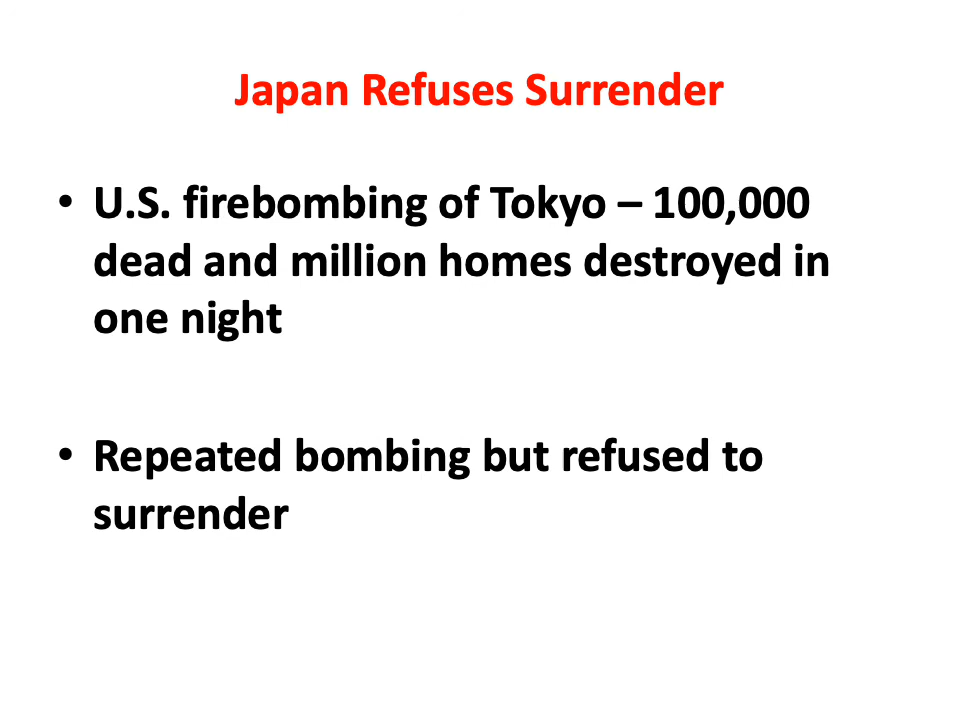 Japan Refuses Surrender
• U.S. firebombing of Tokyo – 100,000
dead and million homes destroyed in
one night
• Repeated bombing but refused to
surrender